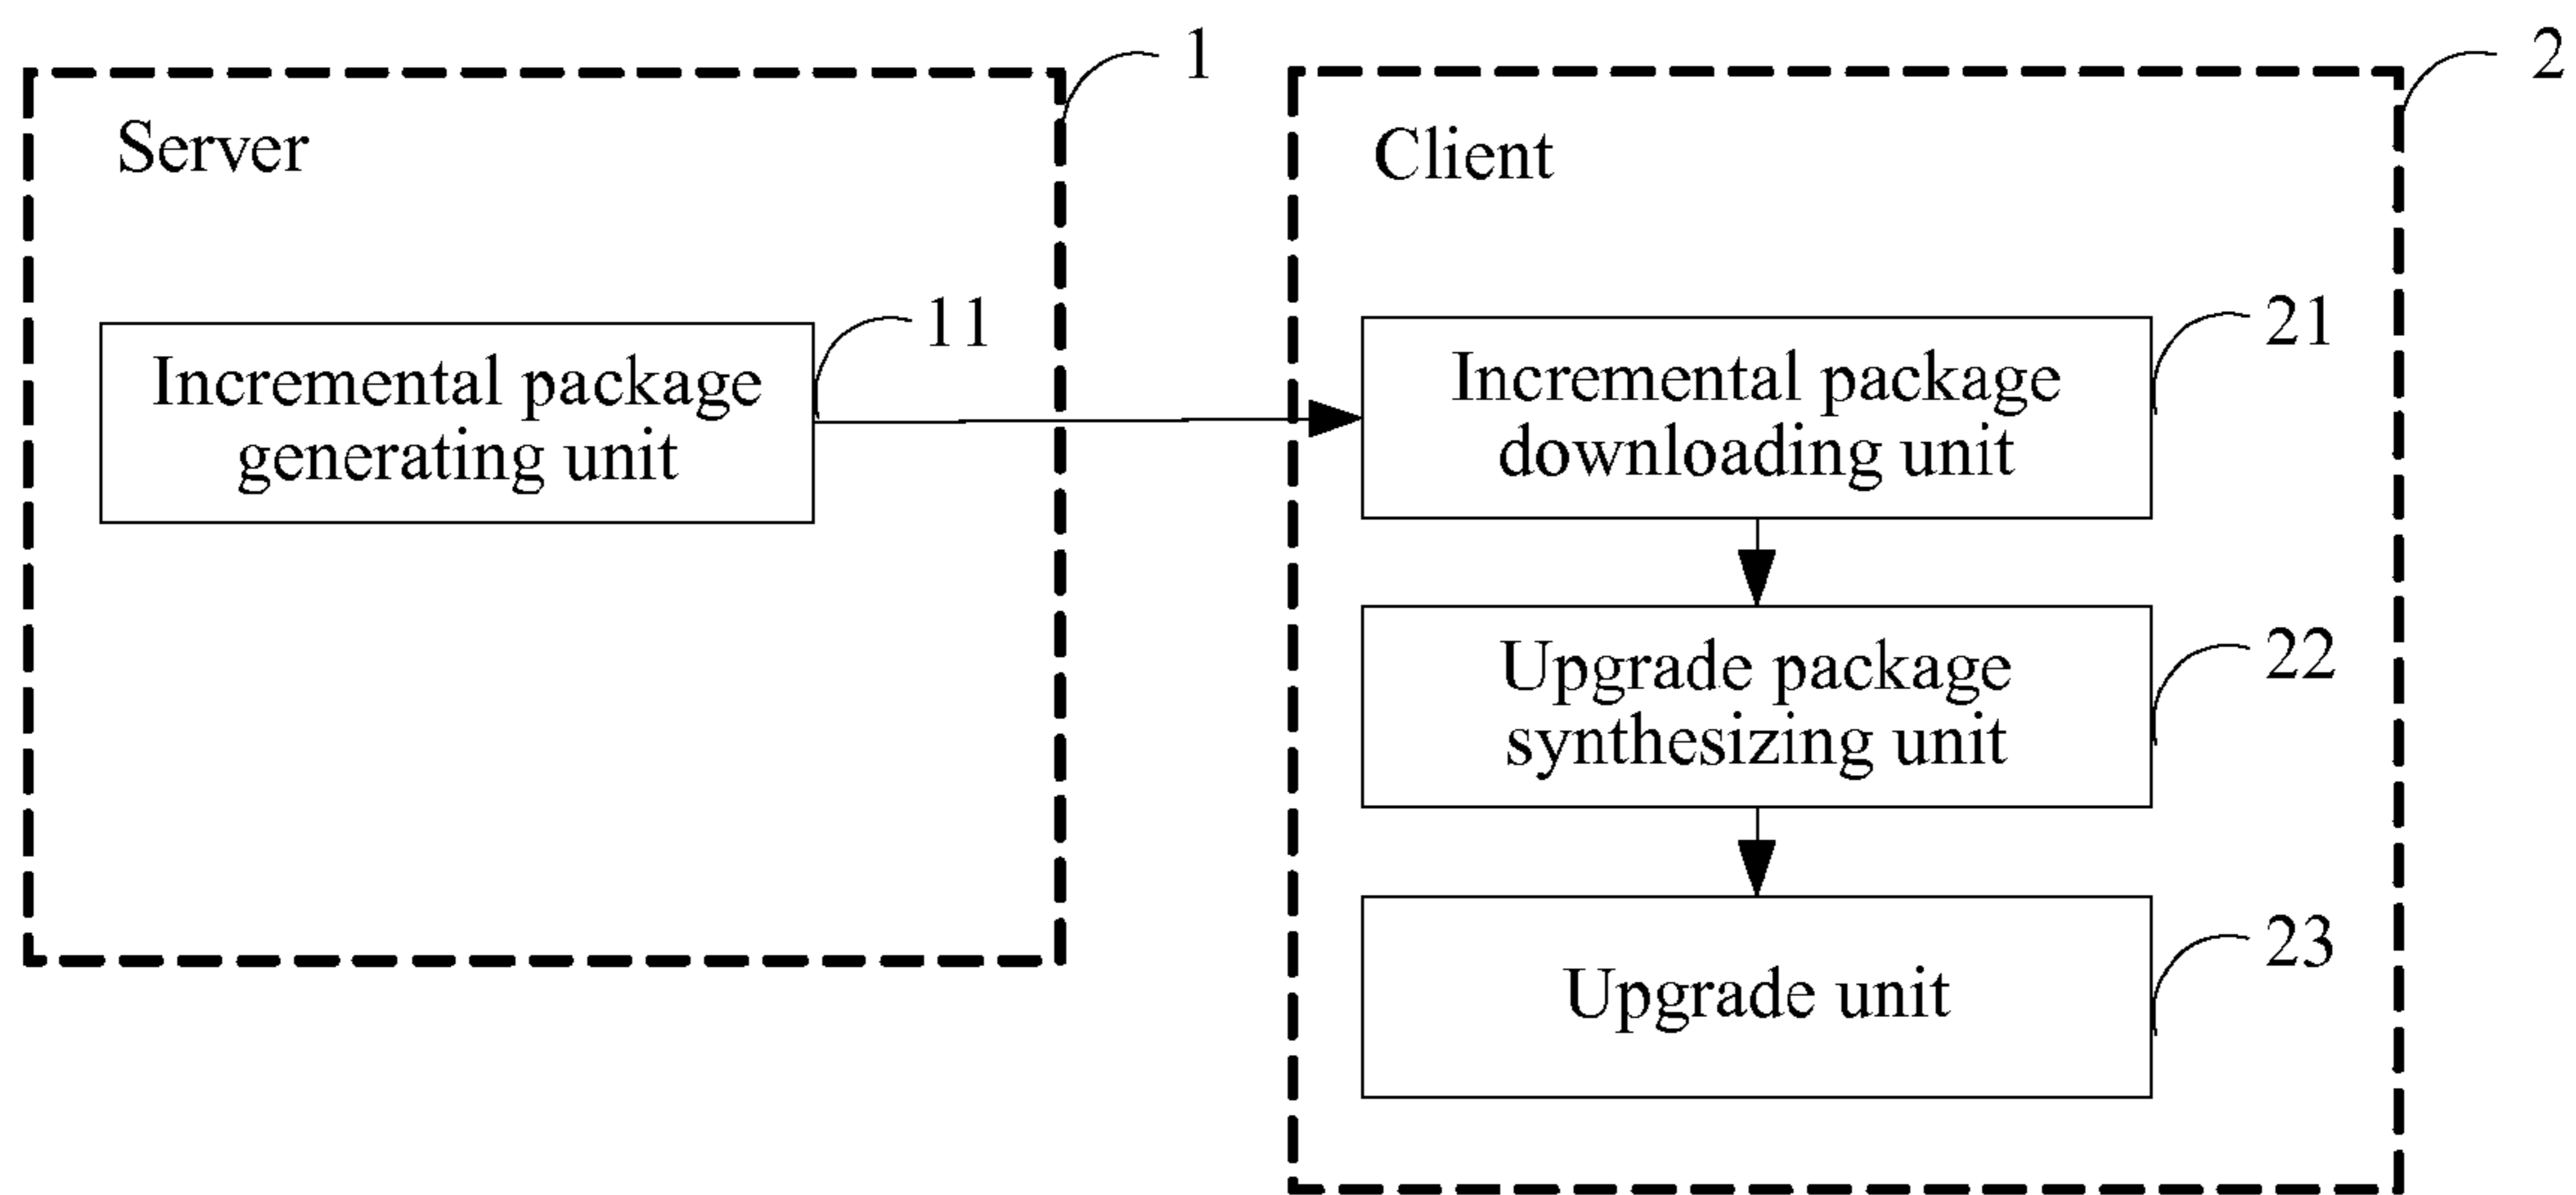 1
Server
11
Incremental package
generating unit
2
Client
21
Incremental package
downloading unit
22
Upgrade package
synthesizing unit
23
Upgrade unit